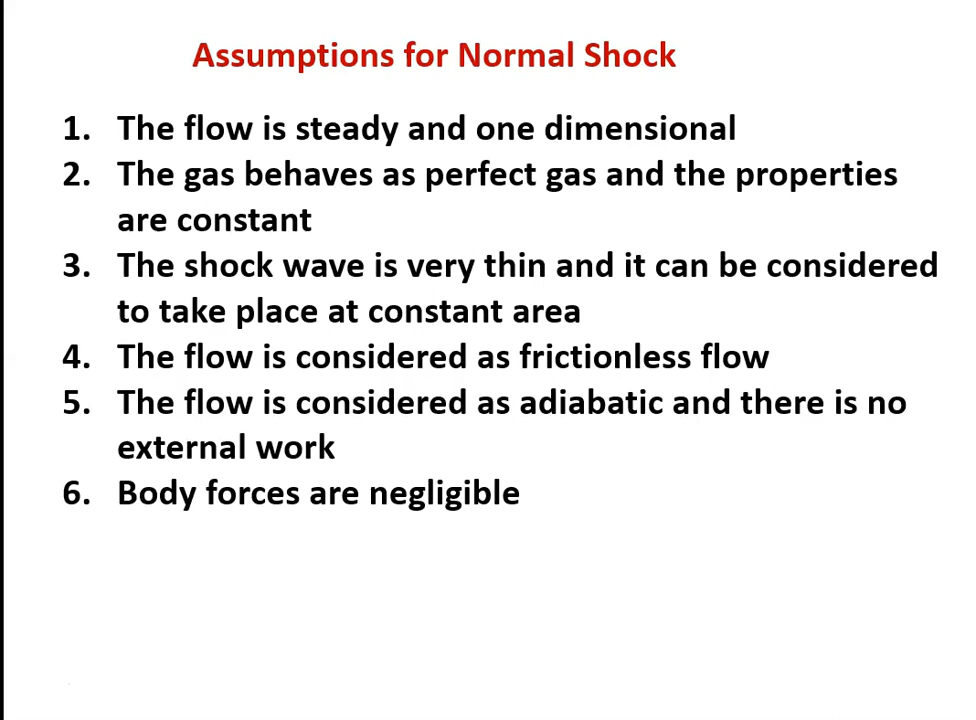 Assumptions for Normal Shock
1. The flow is steady and one dimensional
2. The gas behaves as perfect gas and the properties
are constant
3. The shock wave is very thin and it can be considered
to take place at constant area
4. The flow is considered as frictionless flow
5. The flow is considered as adiabatic and there is no
external work
6. Body forces are negligible